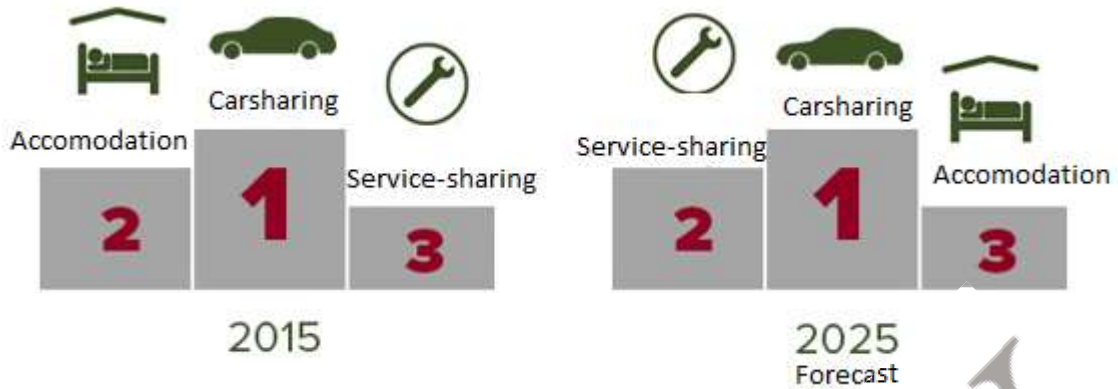 Carsharing
Accomodation
Service-sharing
2
1
3
2015
Carsharing
Service-sharing
Accomodation
2
1
3
2025
Forecast